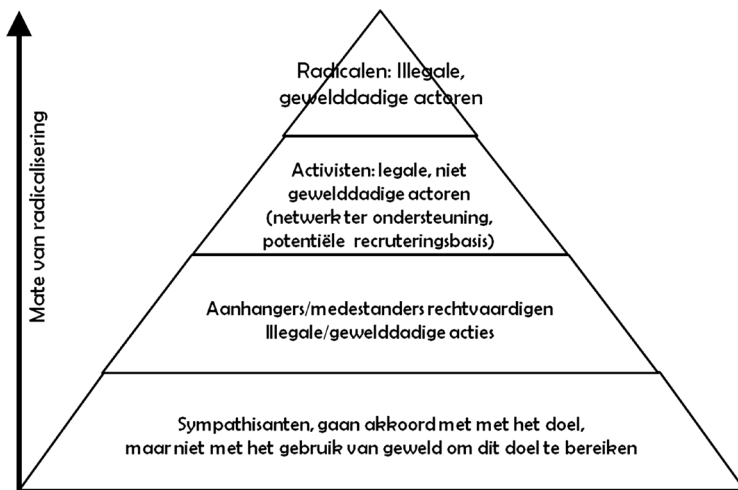 Radicalen: Illegale,
gewelddadige actoren
Activisten: legale, niet
gewelddadige actoren
(netwerk ter ondersteuning,
potentiële recruteringsbasis)
Aanhangers/medestanders rechtvaardigen
Illegale/gewelddadige acties
Sympathisanten, gaan akkoord met met het doel,
maar niet met het gebruik van geweld om dit doel te bereiken
Mate van radicalisering